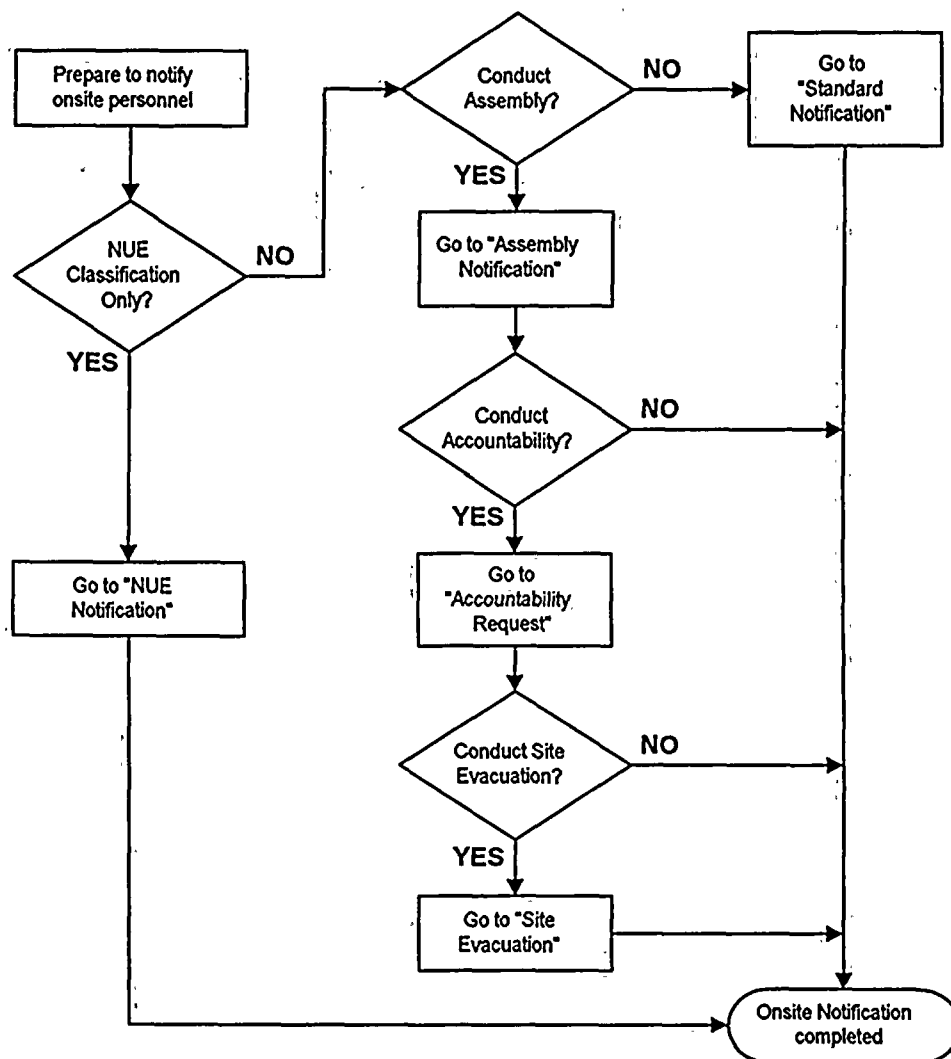 Prepare to notify
onsite personnel
NUE
Classification
Only?
NO
YES
Go to "NUE
Notification"
Conduct
Assembly?
NO
YES
Go to
"Standard
Notification"
Go to "Assembly
Notification"
Conduct
Accountability?
NO
YES
Go to
"Accountability
Request"
Conduct Site
Evacuation?
NO
YES
Go to "Site
Evacuation"
Onsite Notification
completed